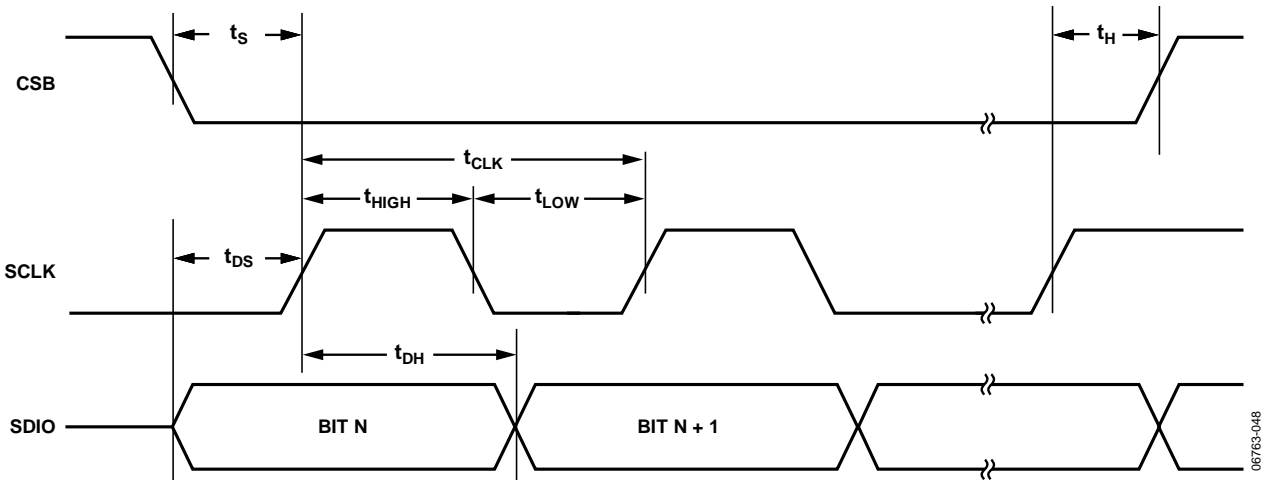 tS
tH
CSB
tCLK
tHIGH
tLOW
tDS
SCLK
tDH
SDIO
BIT N
BIT N + 1
06763-048